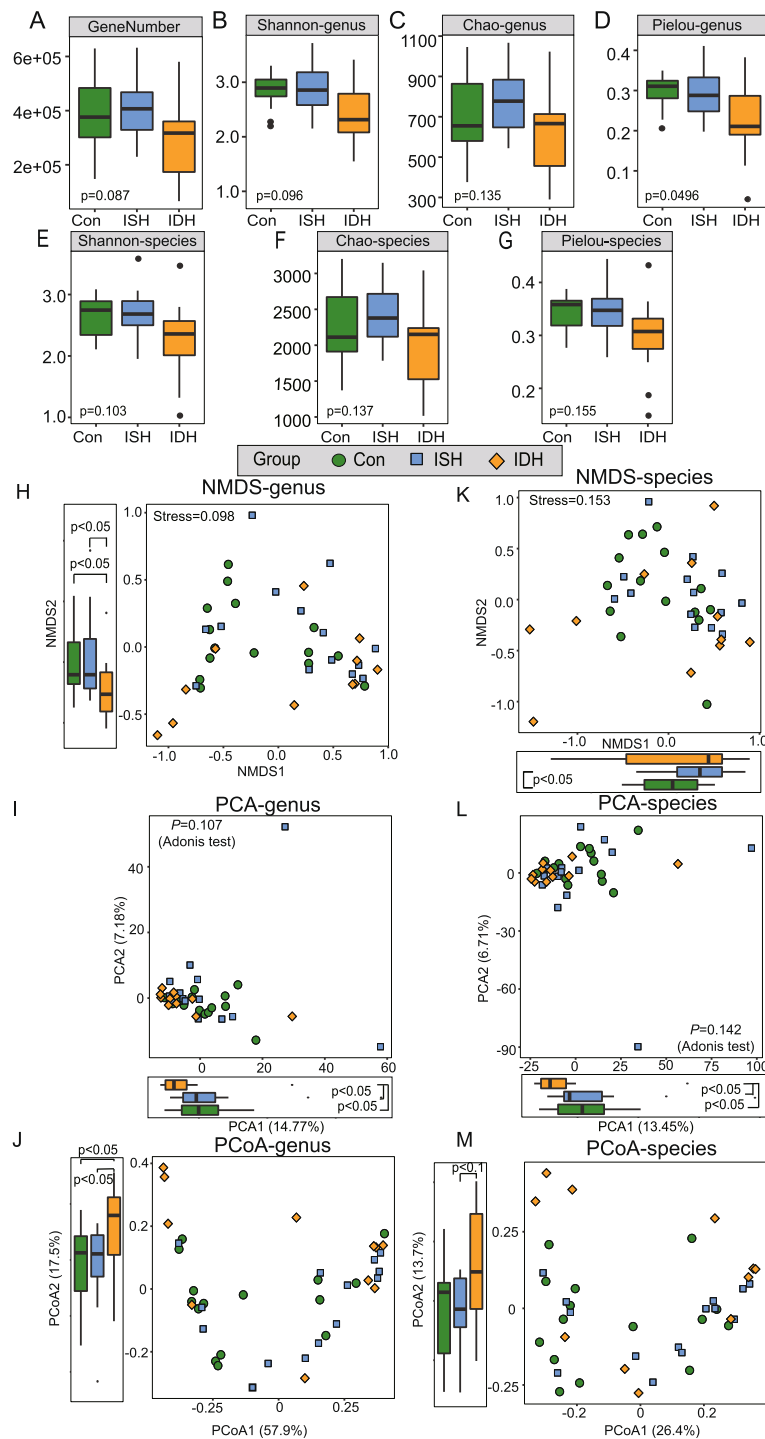 A
GeneNumber
6e+05
4e+05
2e+05
p=0.087
Con ISH IDH
B
Shannon-genus
3.0
2.0
1.0
p=0.096
Con ISH IDH
C
Chao-genus
1100
900
700
500
300
p=0.135
Con ISH IDH
D
Pielou-genus
0.4
0.3
0.2
0.1
p=0.0496
Con ISH IDH
E
Shannon-species
3.0
2.0
1.0
p=0.103
Con ISH IDH
F
Chao-species
3000
2500
2000
1500
1000
p=0.137
Con ISH IDH
G
Pielou-species
0.4
0.3
0.2
p=0.155
Con ISH IDH
Group Con ISH IDH
H
NMDS-genus
p<0.05
p<0.05
NMDS2
Stress=0.098
1.0
0.5
0.0
-0.5
-1.0 -0.5 0.0 0.5 1.0
NMDS1
K
NMDS-species
Stress=0.153
1.0
0.5
0.0
-0.5
-1.0
NMDS2
-1.0 0.0 1.0
NMDS1
p<0.05
I
PCA-genus
P=0.107
(Adonis test)
40
20
0
PCA2 (7.18%)
0 20 40 60
p<0.05
p<0.05
PCA1 (14.77%)
L
PCA-species
0
-30
-60
-90
PCA2 (6.71%)
P=0.142
(Adonis test)
-25 0 25 50 75 100
p<0.05
p<0.05
PCA1 (13.45%)
J
PCoA-genus
p<0.05
p<0.05
PCoA2 (17.5%)
0.4
0.2
0
-0.2
-0.25 0 0.25 0.50
PCoA1 (57.9%)
M
PCoA-species
p<0.1
PCoA2 (13.7%)
0.25
0.00
-0.25
-0.2 0 0.2
PCoA1 (26.4%)